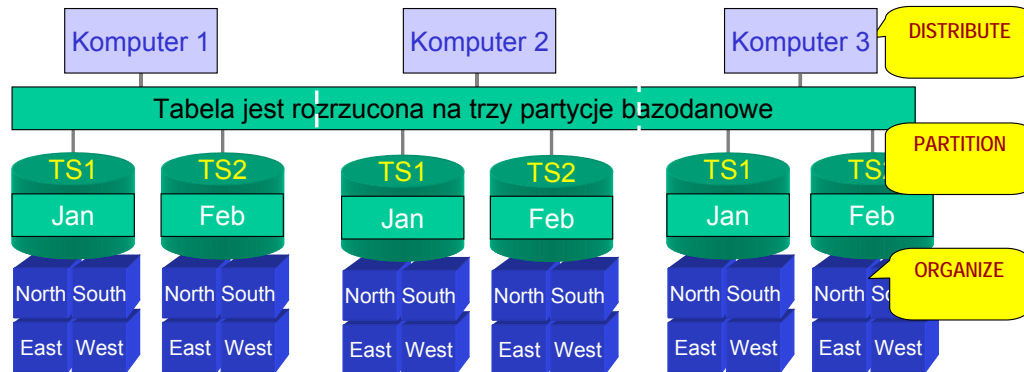 Komputer 1
Komputer 2
Komputer 3
DISTRIBUTE
Tabela jest rozrzucona na trzy partycje bazodanowe
PARTITION
TS1
TS2
TS1
TS2
TS1
Jan
Feb
Jan
Feb
Jan
Feb
ORGANIZE
North South
North South
North South
North South
North South
North
East West
East West
East West
East West
East West
East West